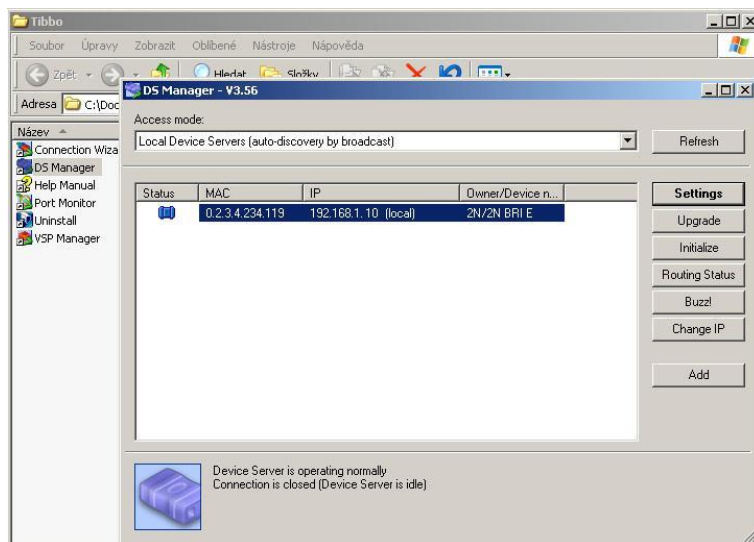 Tibbo
Soubor Úpravy Zobrazit Oblíbené Nástroje Nápověda
Zpět Hledat Složky
Adresa C:\Doc
Název
Connection Wiza
DS Manager
Help Manual
Port Monitor
Uninstall
VSP Manager
DS Manager - V3.56
Access mode:
Local Device Servers (auto-discovery by broadcast)
Refresh
Status MAC IP Owner/Device n...
0.2.3.4.234.119 192.168.1. 10 (local) 2N/2N BRI E
Settings
Upgrade
Initialize
Routing Status
Buzz!
Change IP
Add
Device Server is operating normally
Connection is closed (Device Server is idle)